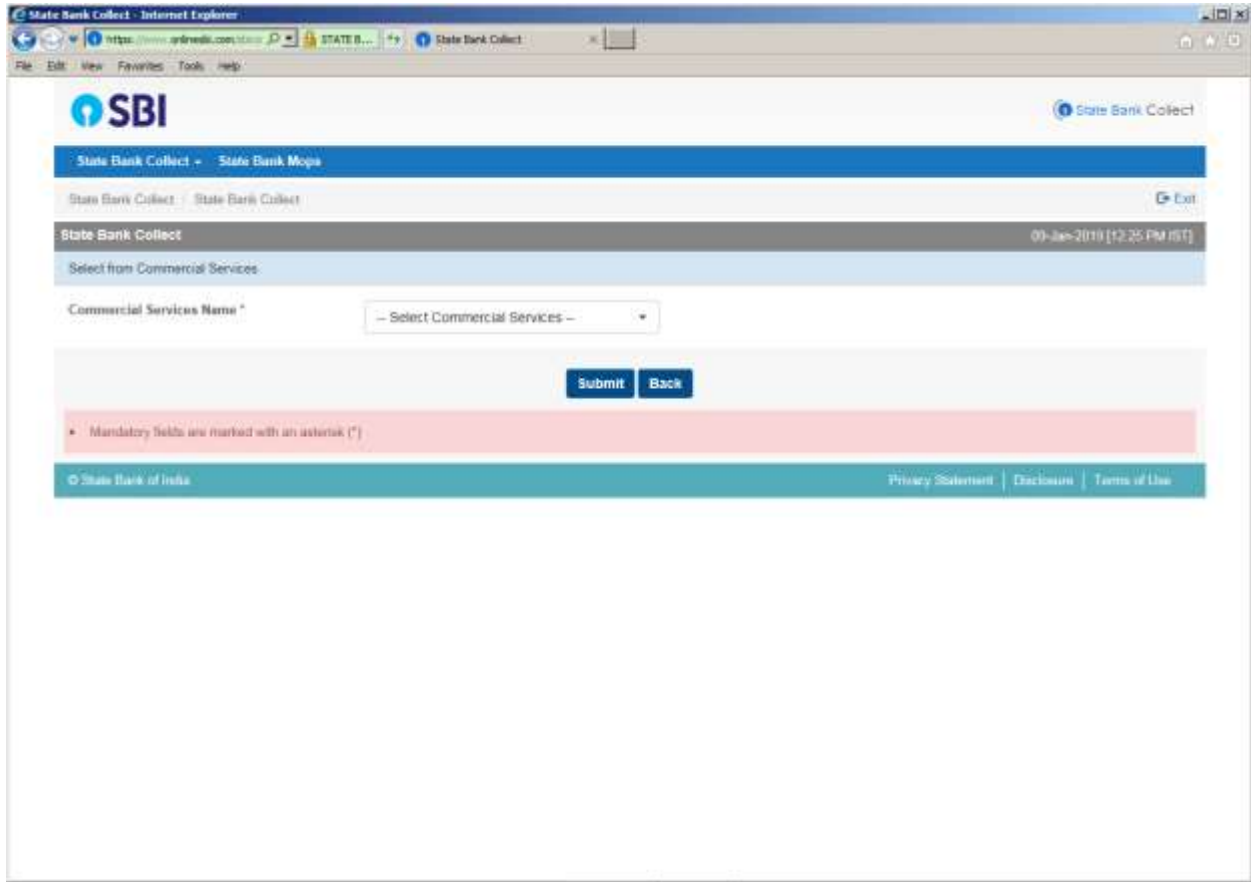 State Bank Collect - Internet Explorer
STATE B... State Bank Collect
File Edit View Favorites Tools Help
SBI
State Bank Collect
State Bank Collect State Bank Mops
State Bank Collect / State Bank Collect
Exit
State Bank Collect
09-Jan-2019 [12:25 PM IST]
Select from Commercial Services
Commercial Services Name *
-- Select Commercial Services --
Submit Back
• Mandatory fields are marked with an asterisk (*)
© State Bank of India
Privacy Statement | Disclosure | Terms of Use